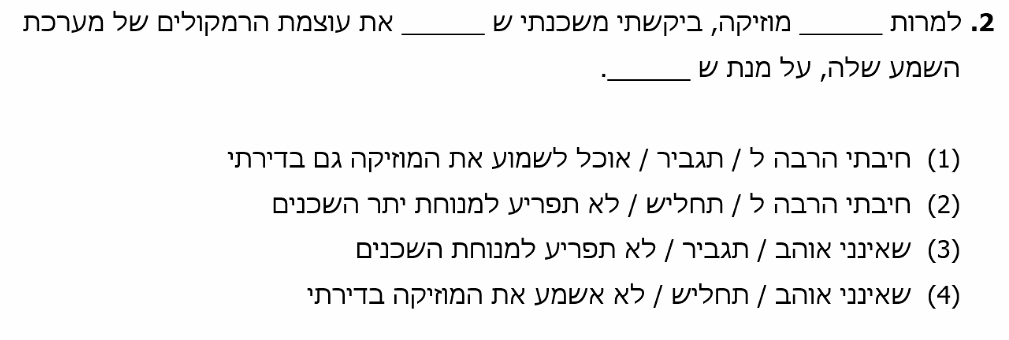 2. למרות ______ מוזיקה, ביקשתי משכנתי ש ______ את עוצמת הרמקולים של מערכת
השמע שלה, על מנת ש ______.
(1) חיבתי הרבה ל / תגביר / אוכל לשמוע את המוזיקה גם בדירתי
(2) חיבתי הרבה ל / תחליש / לא תפריע למנוחת יתר השכנים
(3) שאינני אוהב / תגביר / לא תפריע למנוחת השכנים
(4) שאינני אוהב / תחליש / לא אשמע את המוזיקה בדירתי